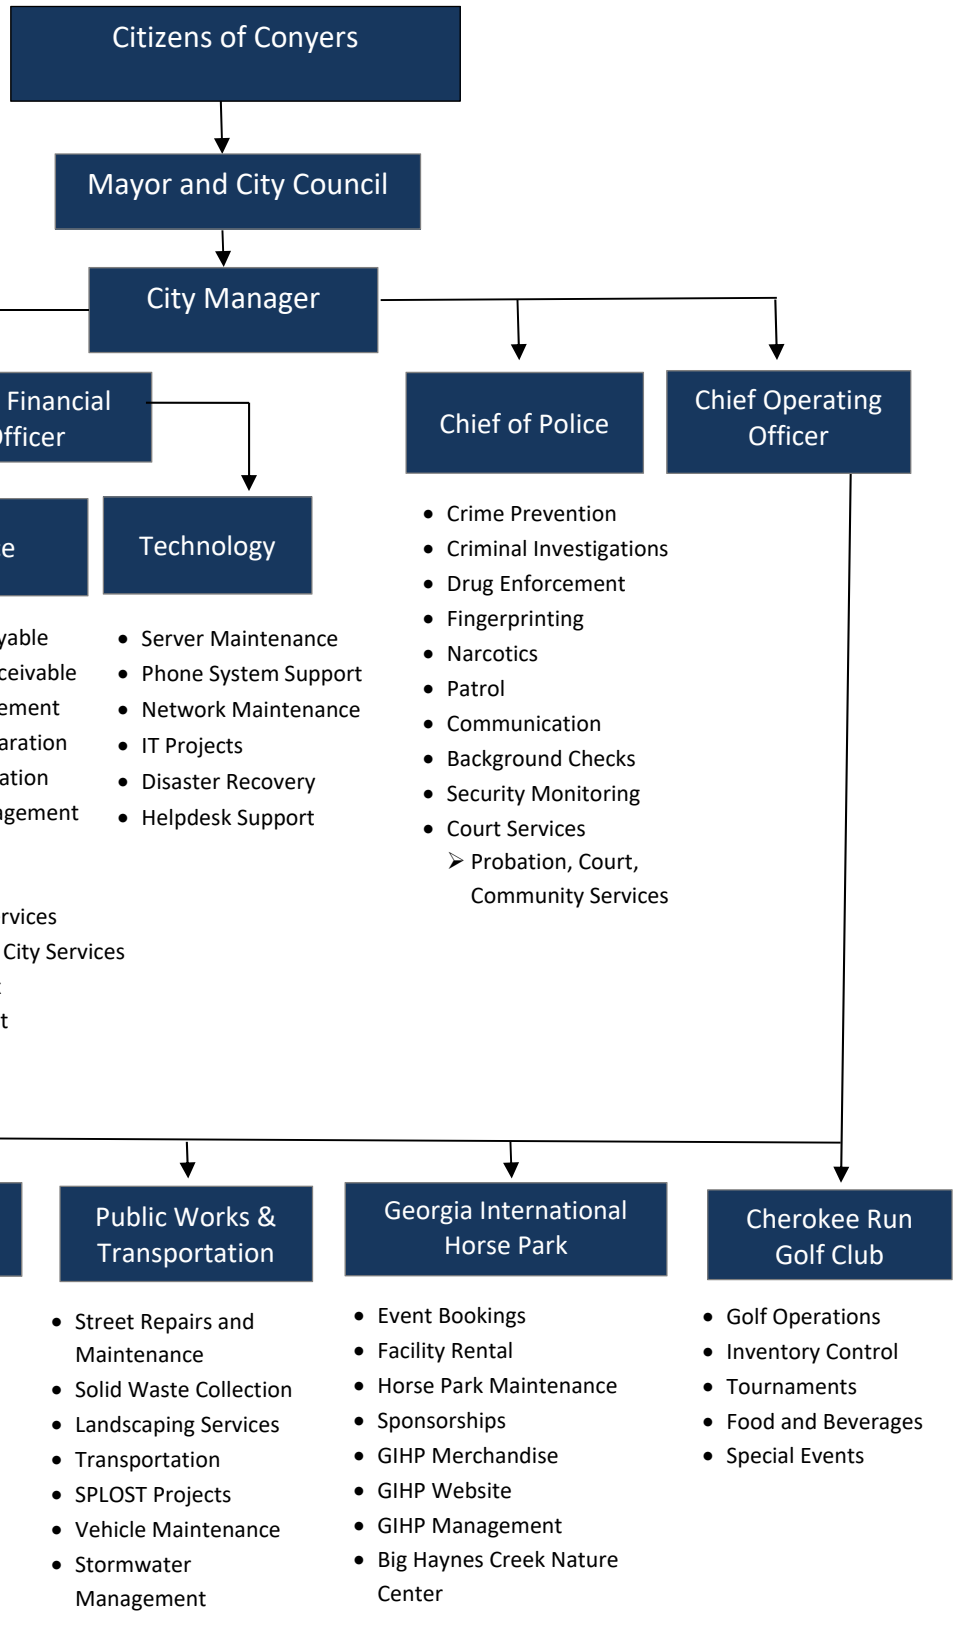 Citizens of Conyers
Mayor and City Council
City Manager
Financial
Officer
Chief of Police
Chief Operating
Officer
Technology
• Server Maintenance
• Phone System Support
• Network Maintenance
• IT Projects
• Disaster Recovery
• Helpdesk Support
• Crime Prevention
• Criminal Investigations
• Drug Enforcement
• Fingerprinting
• Narcotics
• Patrol
• Communication
• Background Checks
• Security Monitoring
• Court Services
➢ Probation, Court,
Community Services
City Services
Public Works &
Transportation
• Street Repairs and
Maintenance
• Solid Waste Collection
• Landscaping Services
• Transportation
• SPLOST Projects
• Vehicle Maintenance
• Stormwater
Management
Georgia International
Horse Park
• Event Bookings
• Facility Rental
• Horse Park Maintenance
• Sponsorships
• GIHP Merchandise
• GIHP Website
• GIHP Management
• Big Haynes Creek Nature
Center
Cherokee Run
Golf Club
• Golf Operations
• Inventory Control
• Tournaments
• Food and Beverages
• Special Events